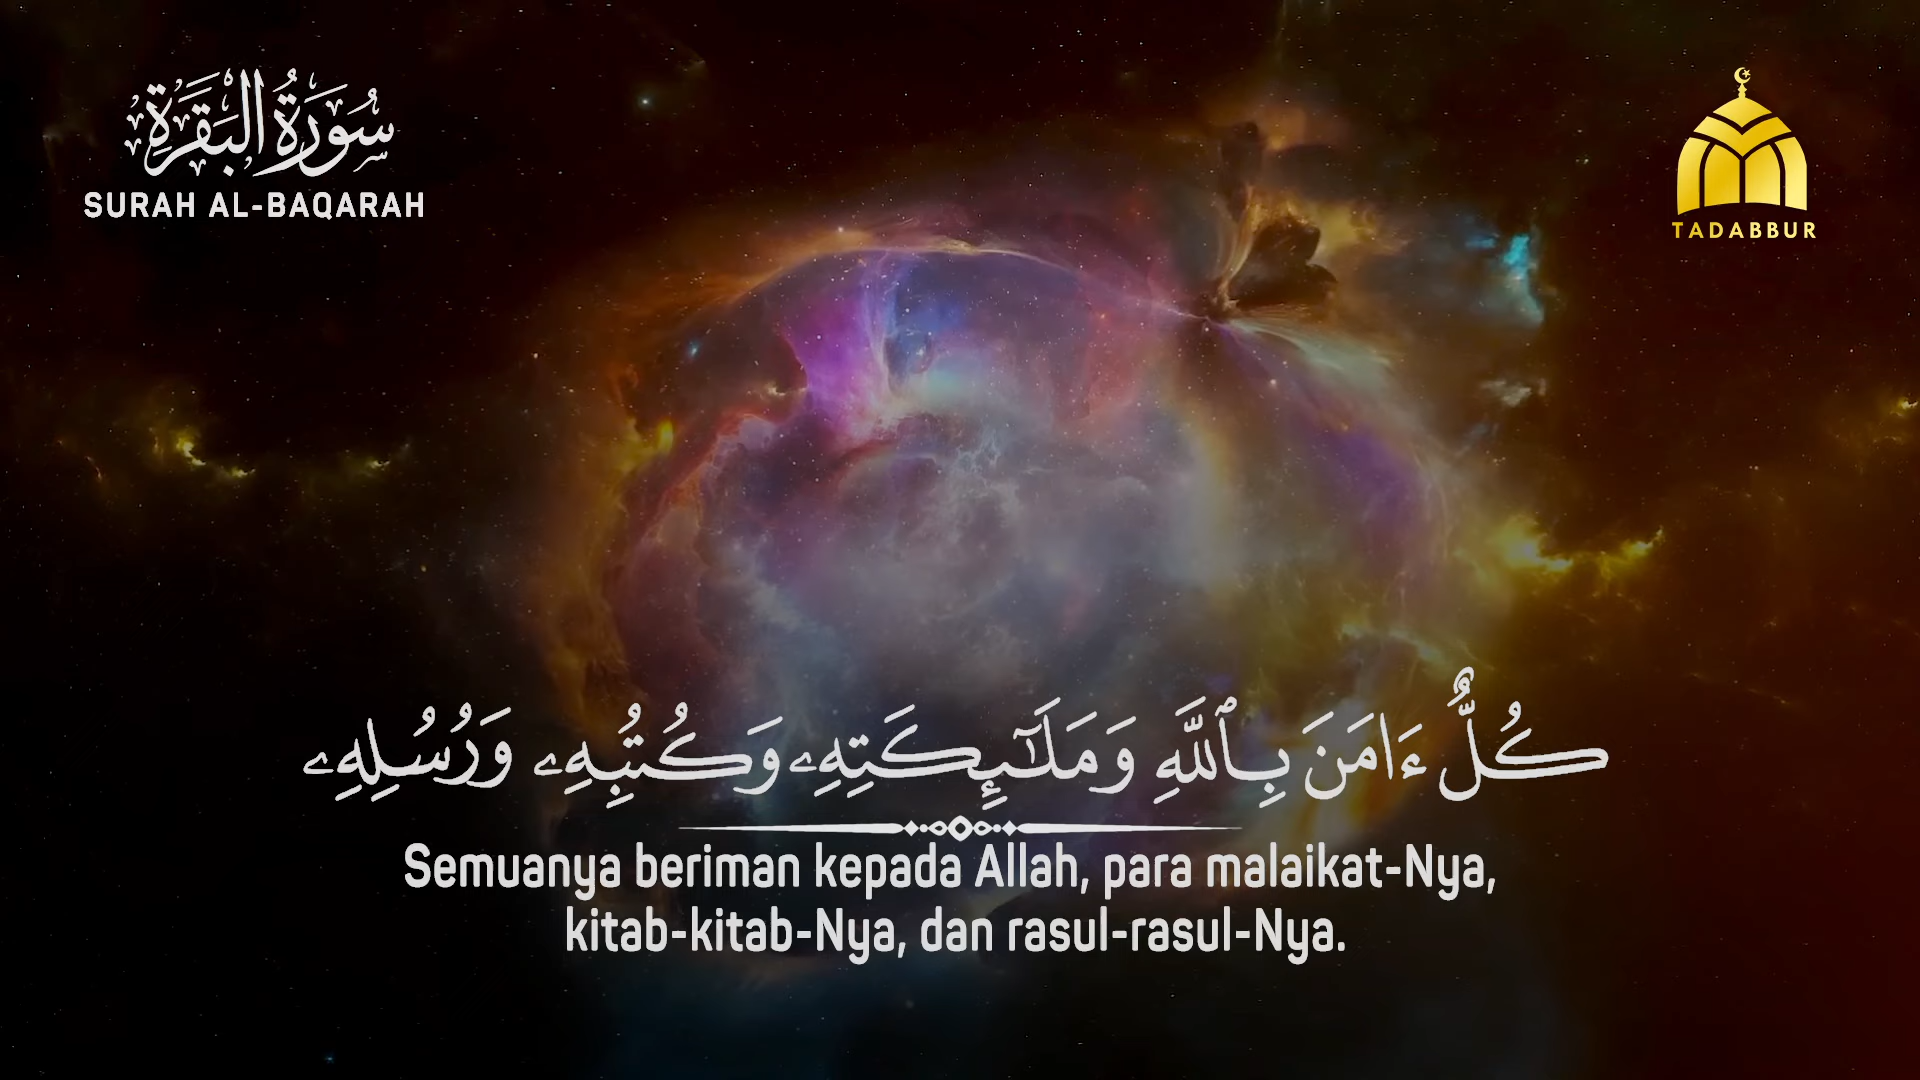 سُورَةُ الْبَقَرَةِ
SURAH AL-BAQARAH
TADABBUR
كُلٌّ ءَامَنَ بِٱللَّهِ وَمَلَـٰٓئِكَتِهِۦ وَكُتُبِهِۦ وَرُسُلِهِۦ
Semuanya beriman kepada Allah, para malaikat-Nya,
kitab-kitab-Nya, dan rasul-rasul-Nya.